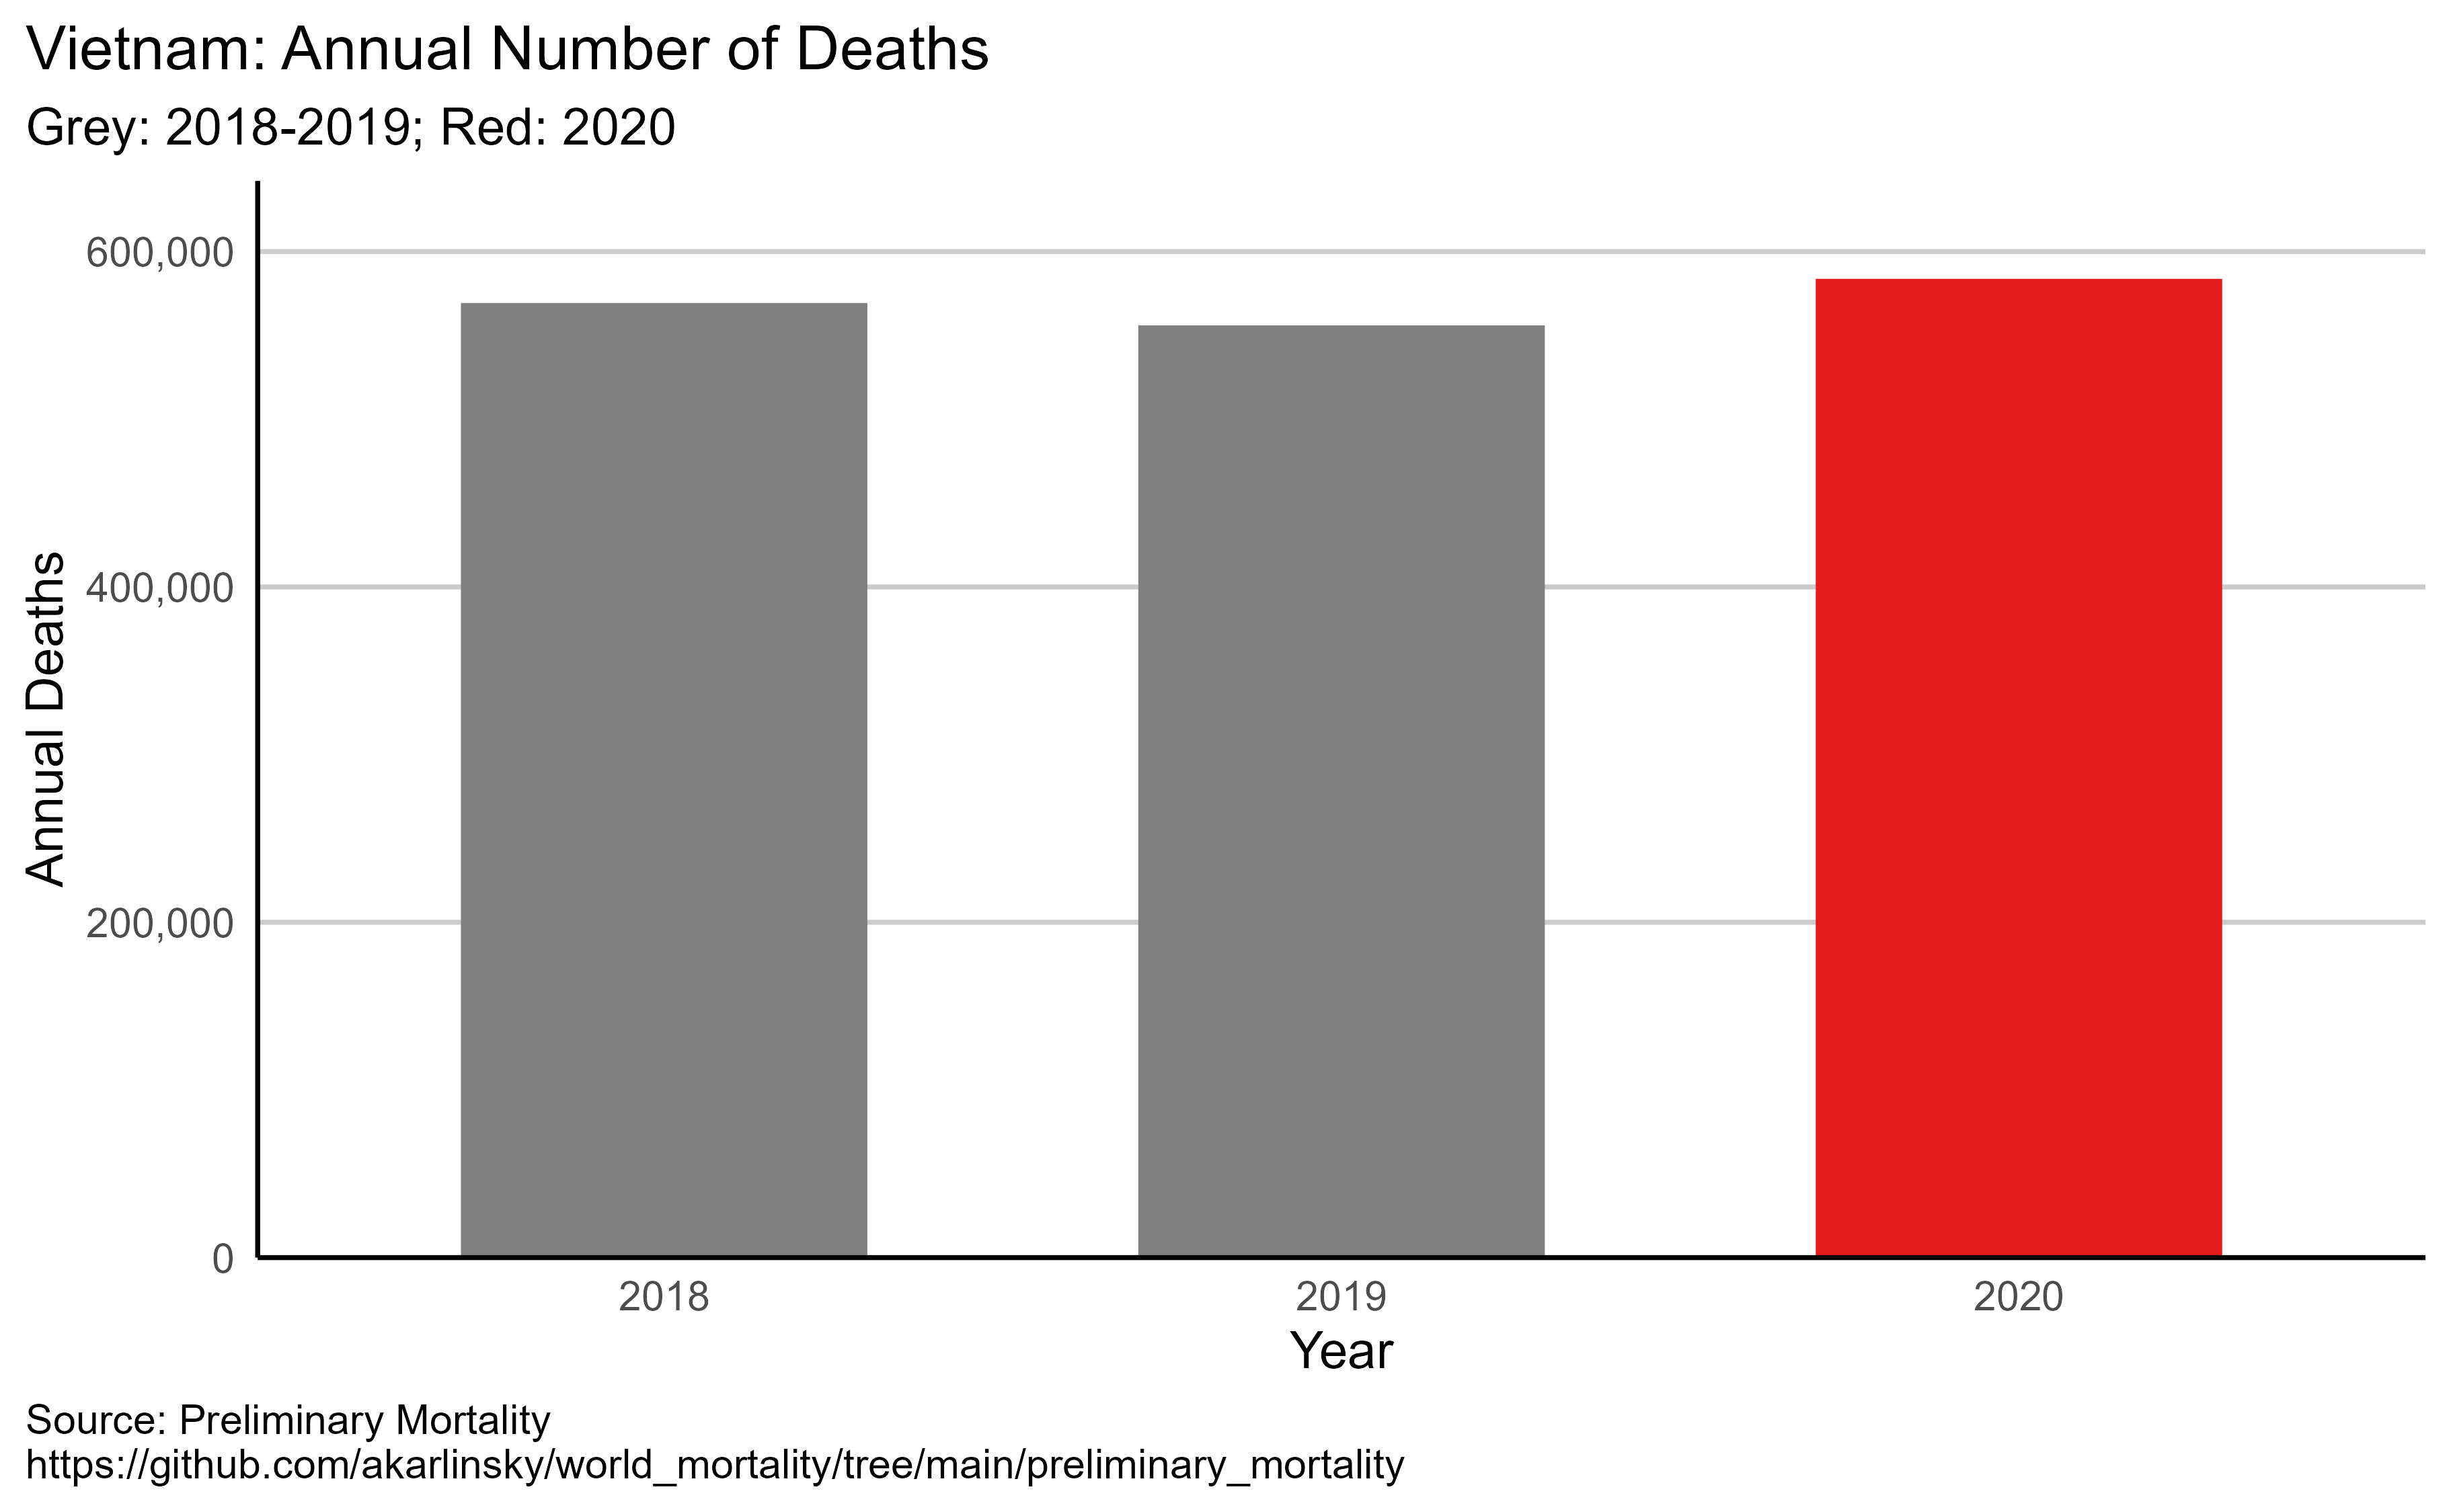 Vietnam: Annual Number of Deaths
Grey: 2018-2019; Red: 2020
600,000
400,000
200,000
0
Annual Deaths
2018
2019
2020
Year
Source: Preliminary Mortality
https://github.com/akarlinsky/world_mortality/tree/main/preliminary_mortality